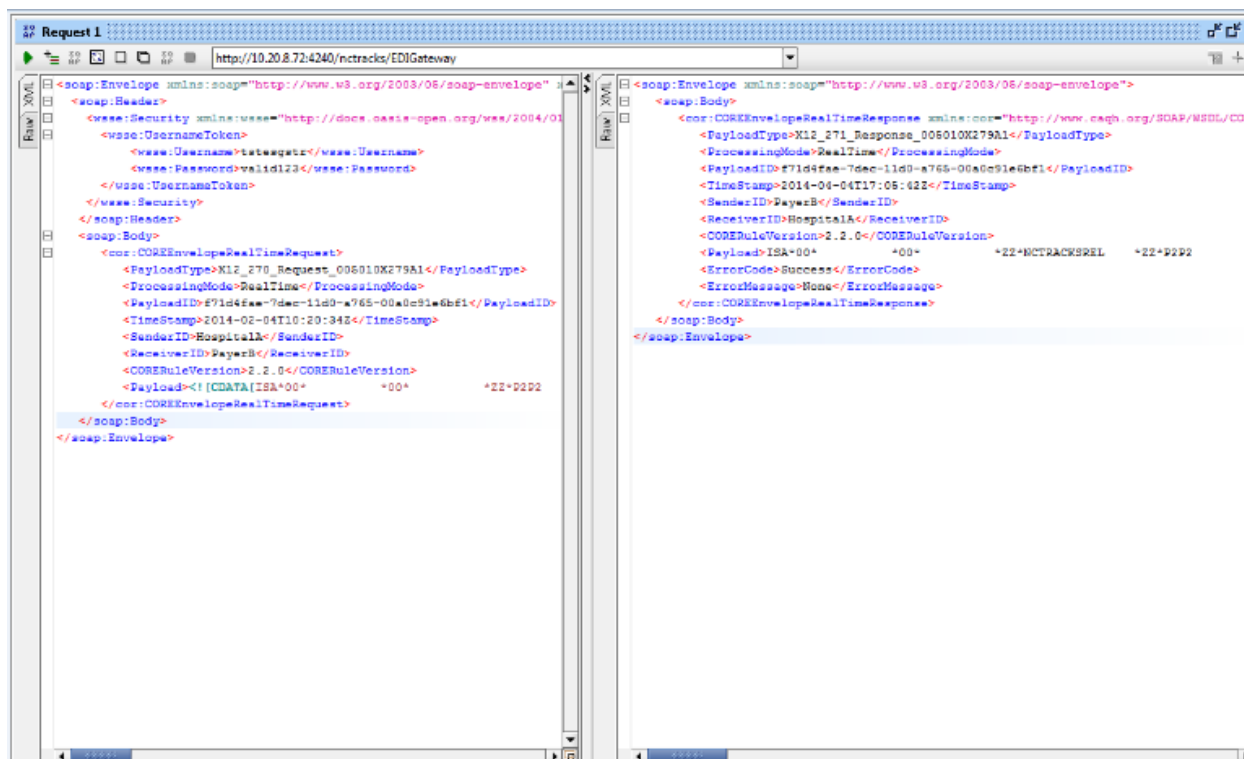 Request 1
http://10.20.8.72:4240/nctracks/EDIGateway
XML
Raw
<soap:Envelope xmlns:soap="http://www.w3.org/2003/05/soap-envelope"
<soap:Header>
<wsse:Security xmlns:wsse="http://docs.oasis-open.org/wss/2004/01
<wsse:UsernameToken>
<wsse:Username>tstesqstr</wsse:Username>
<wsse:Password>valid123</wsse:Password>
</wsse:UsernameToken>
</wsse:Security>
</soap:Header>
<soap:Body>
<cor:COREEnvelopeRealTimeRequest>
<PayloadType>X12_270_Request_005010X279A1</PayloadType>
<ProcessingMode>RealTime</ProcessingMode>
<PayloadID>f71d4fae-7dec-11d0-a765-00a0c91e6bf1</PayloadID>
<TimeStamp>2014-02-04T10:20:34Z</TimeStamp>
<SenderID>HospitalA</SenderID>
<ReceiverID>PayerB</ReceiverID>
<CORERuleVersion>2.2.0</CORERuleVersion>
<Payload><![CDATA[ISA*00* *00* *ZZ*P2P2
</cor:COREEnvelopeRealTimeRequest>
</soap:Body>
</soap:Envelope>
XML
Raw
<soap:Envelope xmlns:soap="http://www.w3.org/2003/05/soap-envelope">
<soap:Body>
<cor:COREEnvelopeRealTimeResponse xmlns:cor="http://www.caqh.org/SOAP/WSDL/CO
<PayloadType>X12_271_Response_005010X279A1</PayloadType>
<ProcessingMode>RealTime</ProcessingMode>
<PayloadID>f71d4fae-7dec-11d0-a765-00a0c91e6bf1</PayloadID>
<TimeStamp>2014-04-04T17:05:42Z</TimeStamp>
<SenderID>PayerB</SenderID>
<ReceiverID>HospitalA</ReceiverID>
<CORERuleVersion>2.2.0</CORERuleVersion>
<Payload>ISA*00* *00* *ZZ*NCTRACKSREL *ZZ*P2P2
<ErrorCode>Success</ErrorCode>
<ErrorMessage>None</ErrorMessage>
</cor:COREEnvelopeRealTimeResponse>
</soap:Body>
</soap:Envelope>